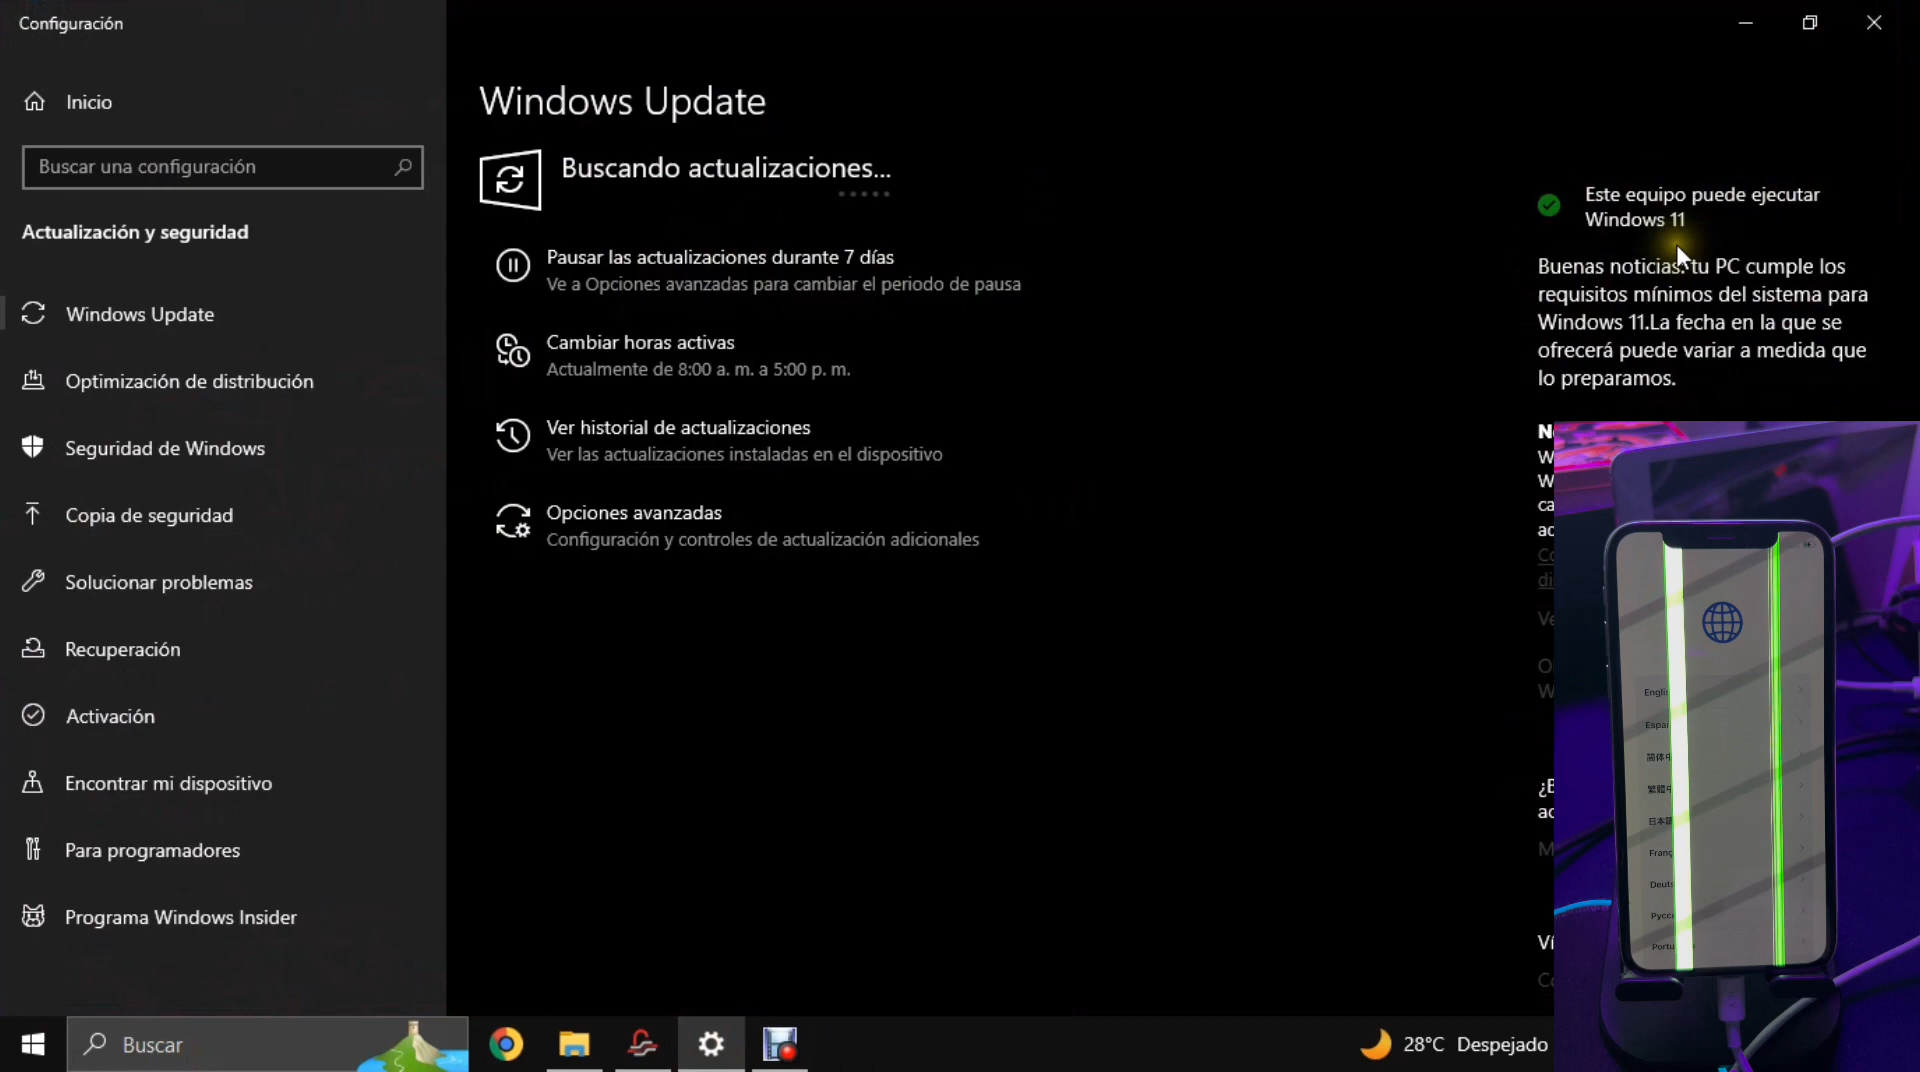 Configuración
Inicio
Buscar una configuración
Actualización y seguridad
Windows Update
Optimización de distribución
Seguridad de Windows
Copia de seguridad
Solucionar problemas
Recuperación
Activación
Encontrar mi dispositivo
Para programadores
Programa Windows Insider
Windows Update
Buscando actualizaciones...
Pausar las actualizaciones durante 7 días
Ve a Opciones avanzadas para cambiar el periodo de pausa
Cambiar horas activas
Actualmente de 8:00 a. m. a 5:00 p. m.
Ver historial de actualizaciones
Ver las actualizaciones instaladas en el dispositivo
Opciones avanzadas
Configuración y controles de actualización adicionales
Este equipo puede ejecutar
Windows 11
Buenas noticias: tu PC cumple los
requisitos mínimos del sistema para
Windows 11.La fecha en la que se
ofrecerá puede variar a medida que
lo preparamos.
Buscar
28°C Despejado